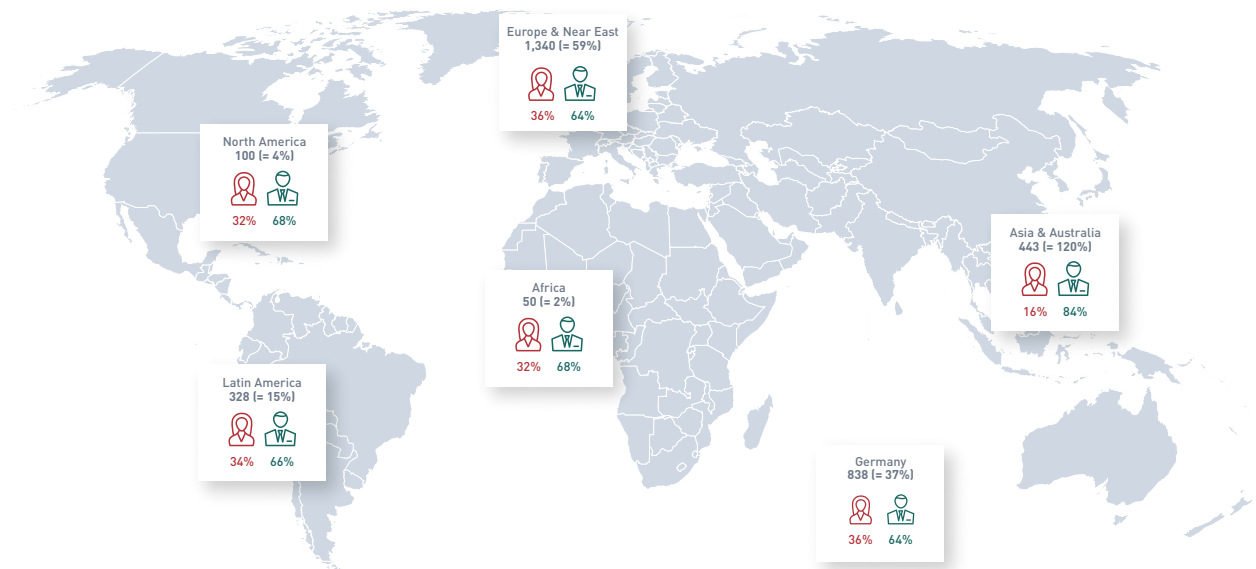 Europe & Near East
1,340 (= 59%)
36% 64%
North America
100 (= 4%)
32% 68%
Asia & Australia
443 (= 120%)
16% 84%
Africa
50 (= 2%)
32% 68%
Latin America
328 (= 15%)
34% 66%
Germany
838 (= 37%)
36% 64%